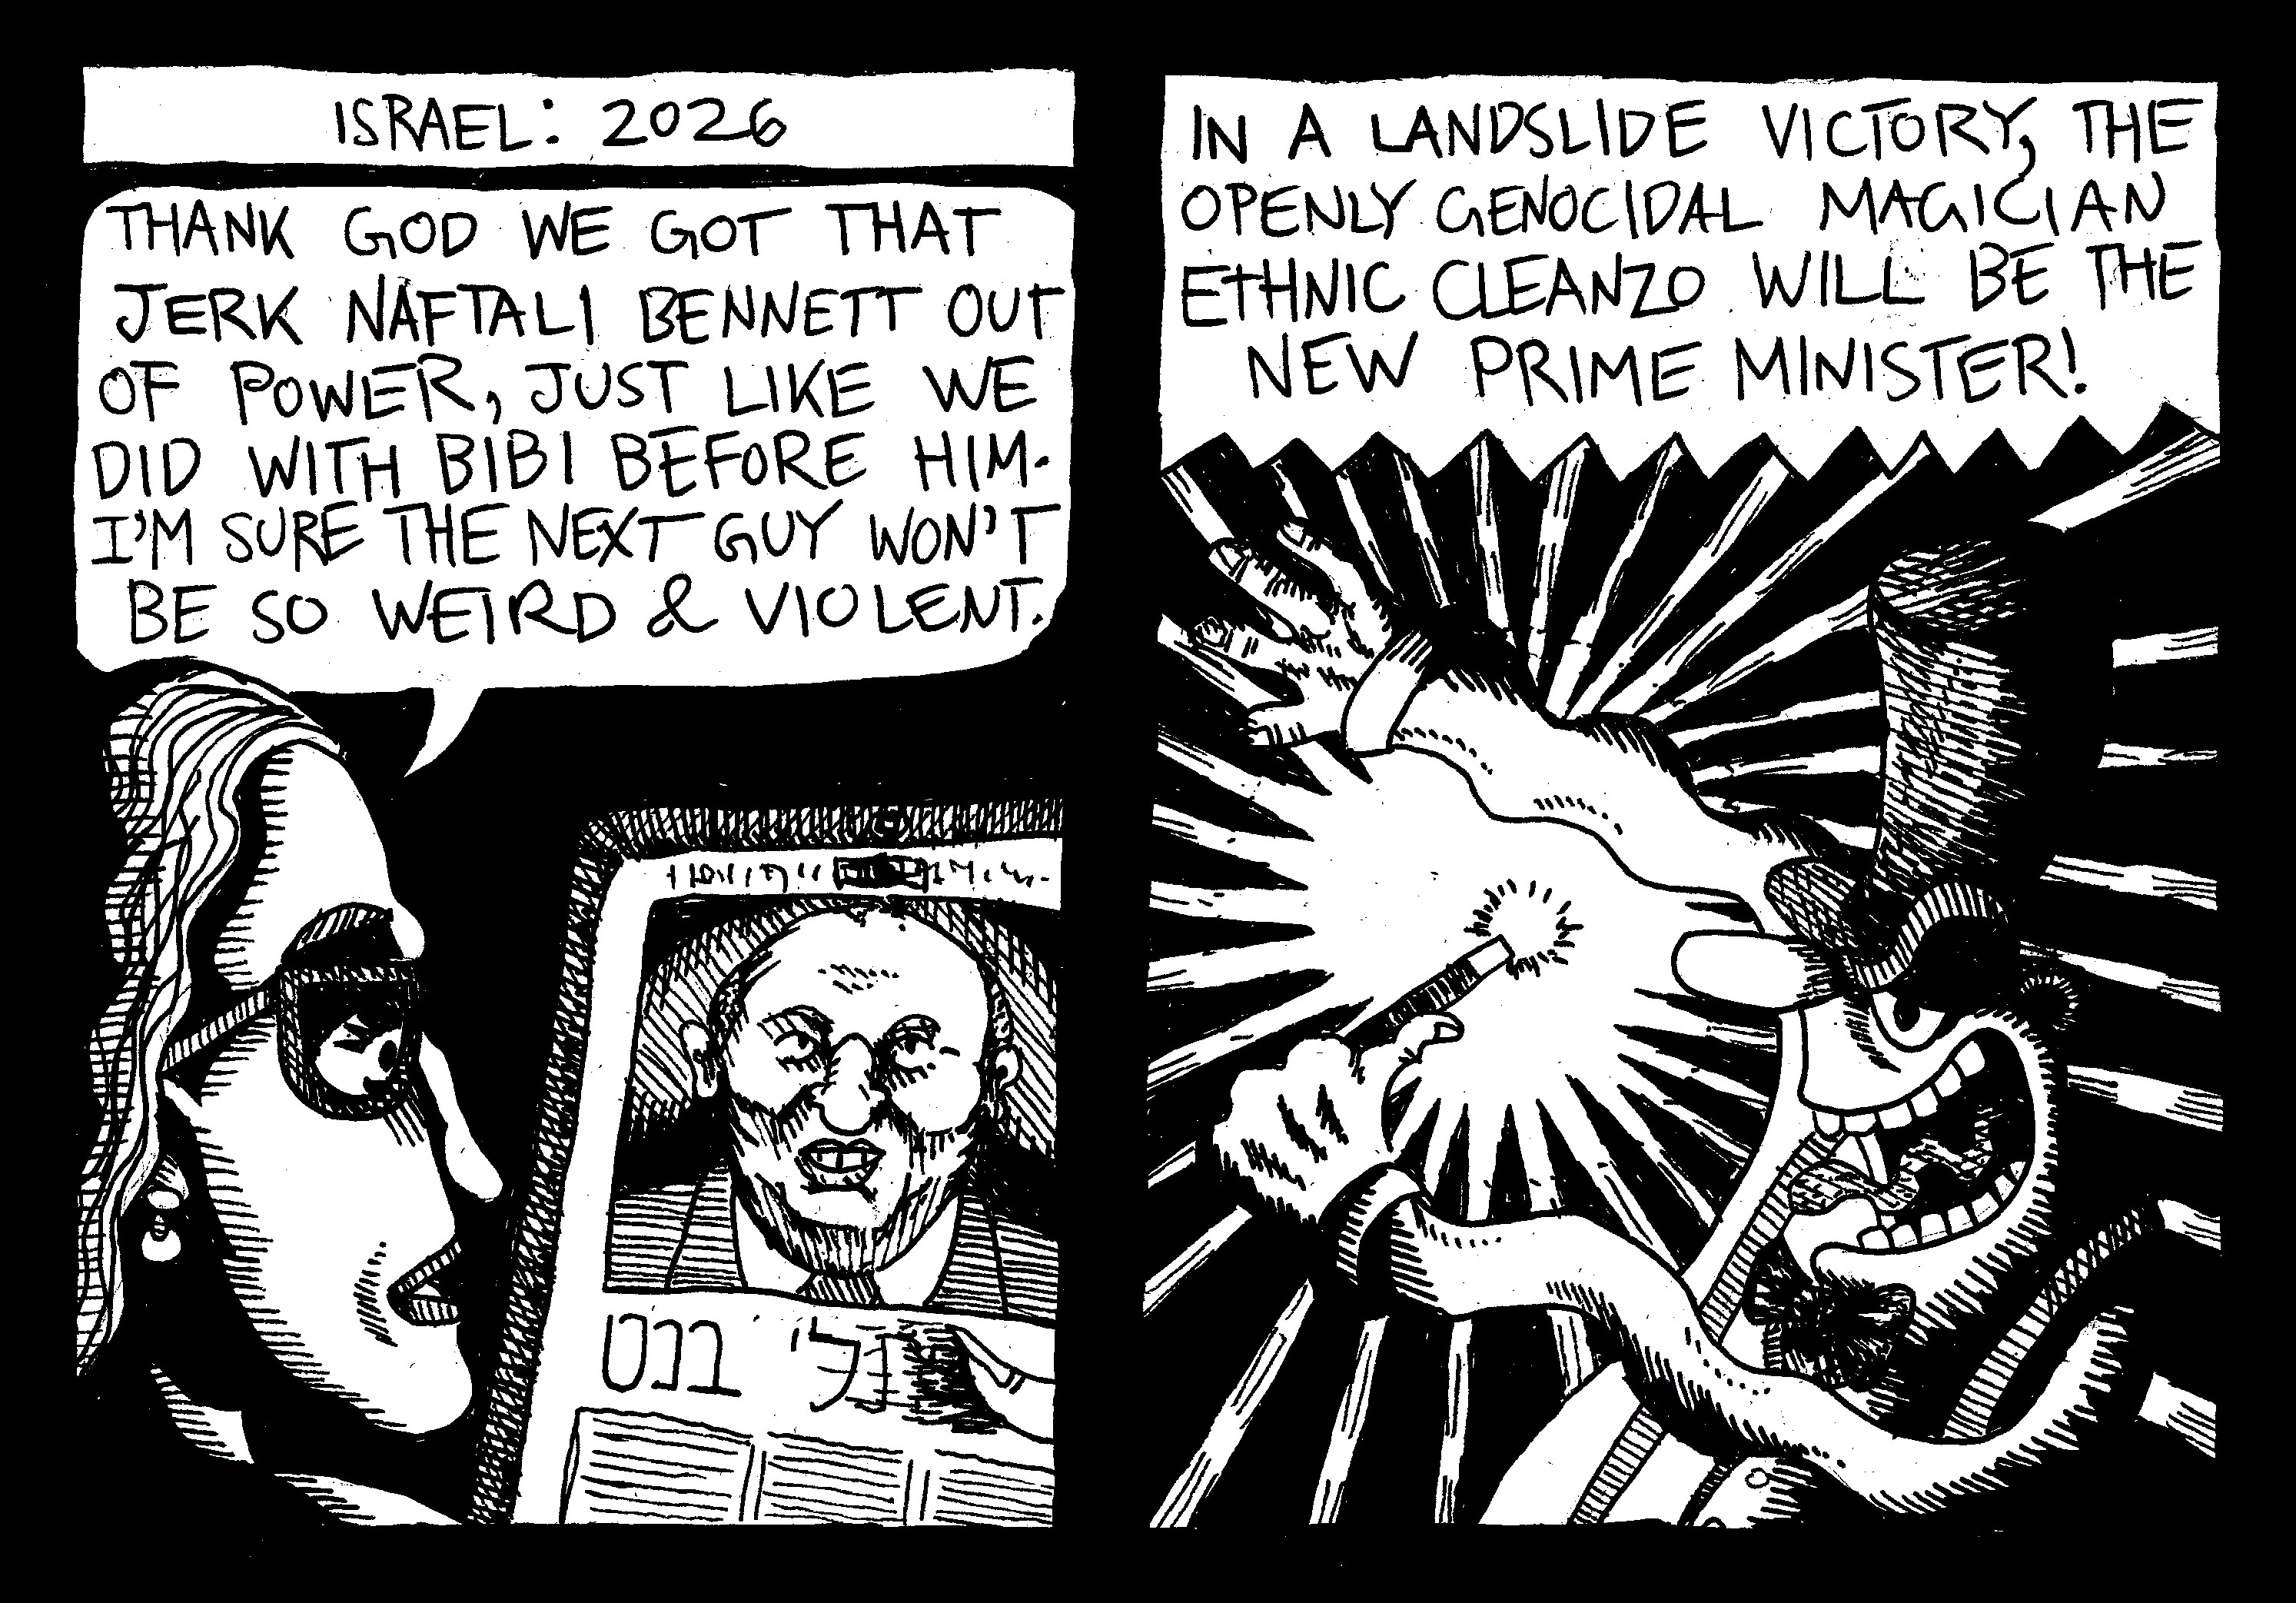 ISRAEL: 2026
THANK GOD WE GOT THAT
JERK NAFTALI BENNETT OUT
OF POWER, JUST LIKE WE
DID WITH BIBI BEFORE HIM.
I'M SURE THE NEXT GUY WON'T
BE SO WEIRD & VIOLENT.
בנט
IN A LANDSLIDE VICTORY, THE
OPENLY GENOCIDAL MAGICIAN
ETHNIC CLEANZO WILL BE THE
NEW PRIME MINISTER!